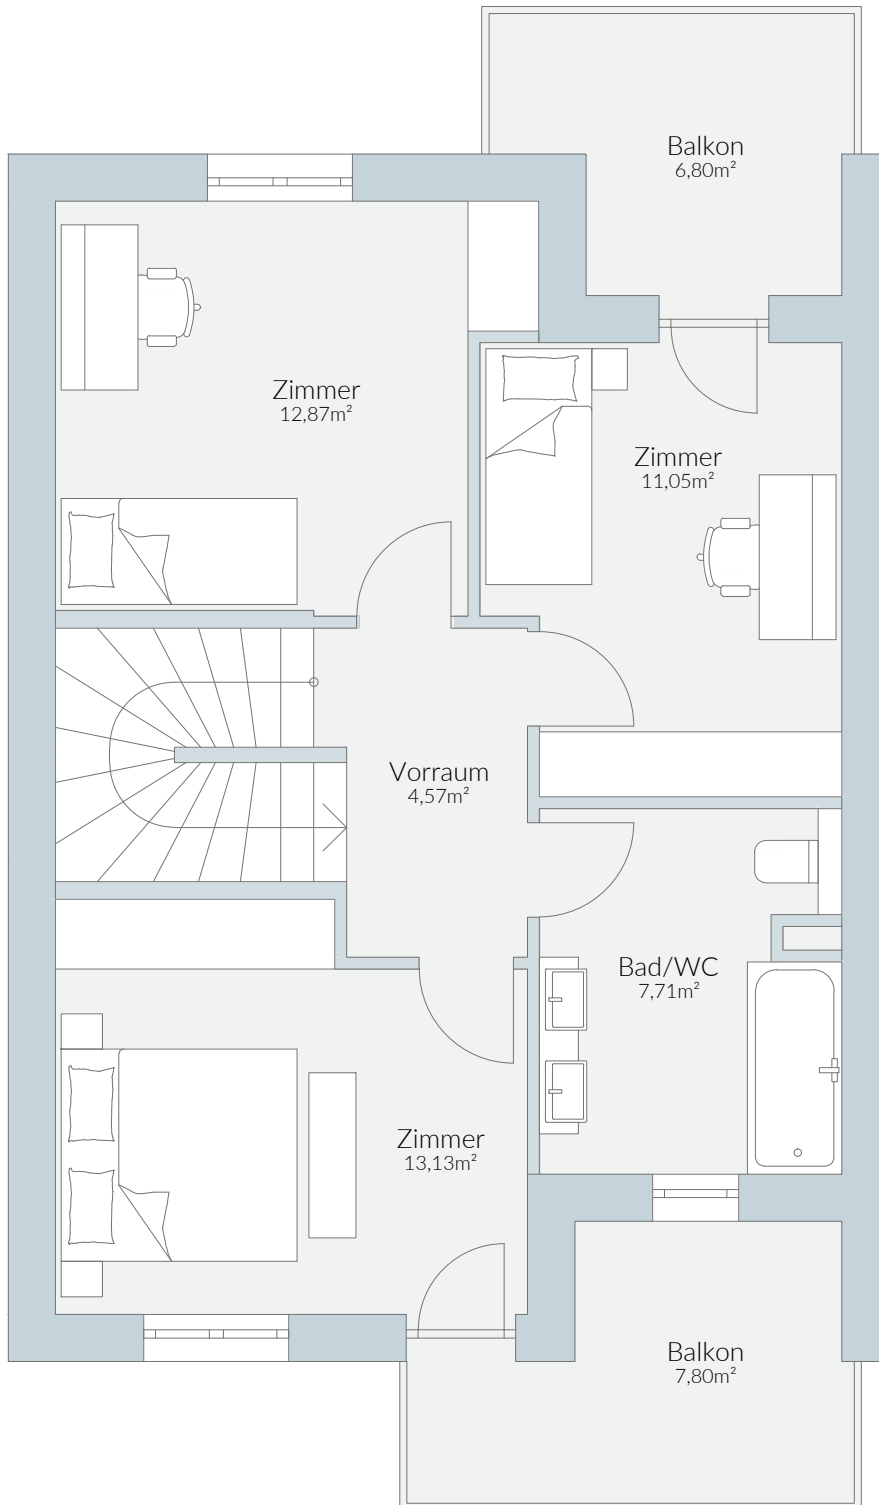 Balkon
6,80m²
Zimmer
12,87m²
Zimmer
11,05m²
Vorraum
4,57m²
Bad/WC
7,71m²
Zimmer
13,13m²
Balkon
7,80m²